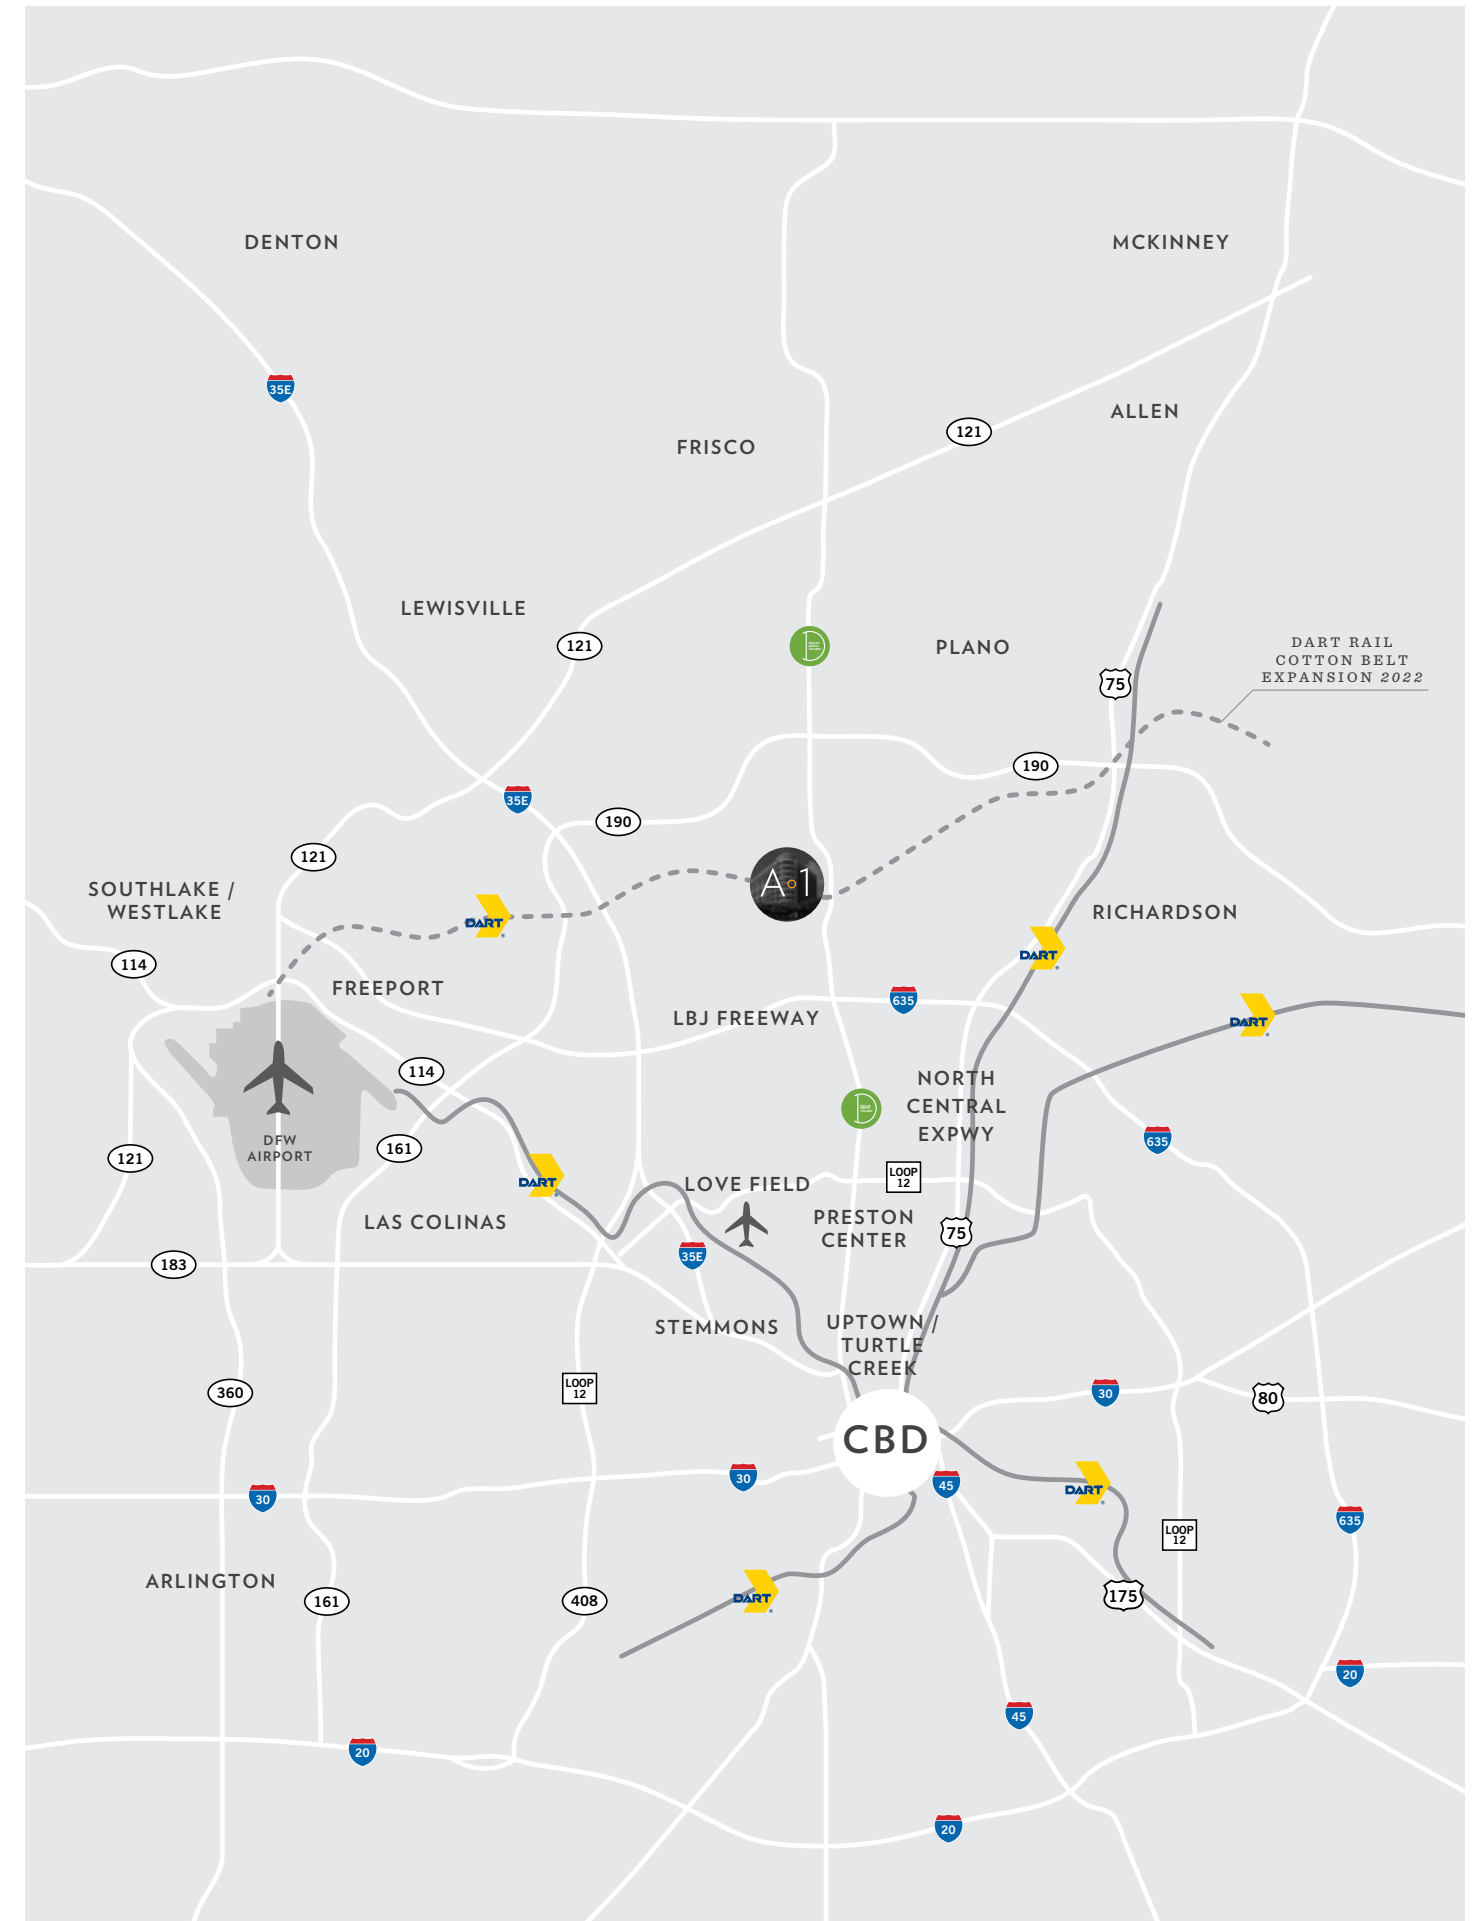 DENTON
MCKINNEY
35E
ALLEN
121
FRISCO
LEWISVILLE
121
PLANO
DART RAIL
COTTON BELT
EXPANSION 2022
75
190
35E
190
121
A 1
SOUTHLAKE /
WESTLAKE
DART
RICHARDSON
DART
114
FREEPORT
635
LBJ FREEWAY
DART
114
NORTH
CENTRAL
EXPWY
DFW
AIRPORT
161
121
635
DART
LOOP
12
LOVE FIELD
LAS COLINAS
PRESTON
CENTER
75
35E
183
STEMMONS
UPTOWN /
TURTLE
CREEK
360
LOOP
12
30
80
CBD
30
45
DART
30
635
LOOP
12
ARLINGTON
161
408
DART
175
20
45
20
20